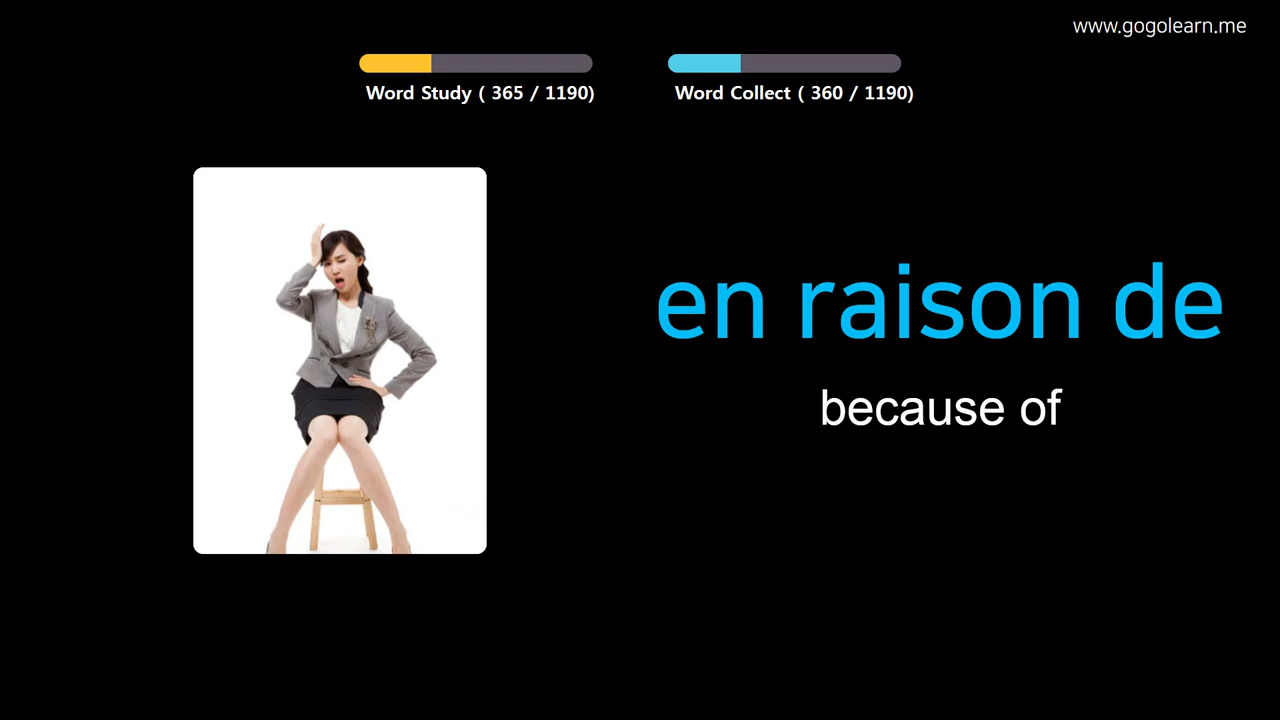 www.gogolearn.me
Word Study ( 365 / 1190)
Word Collect ( 360 / 1190)
en raison de
because of